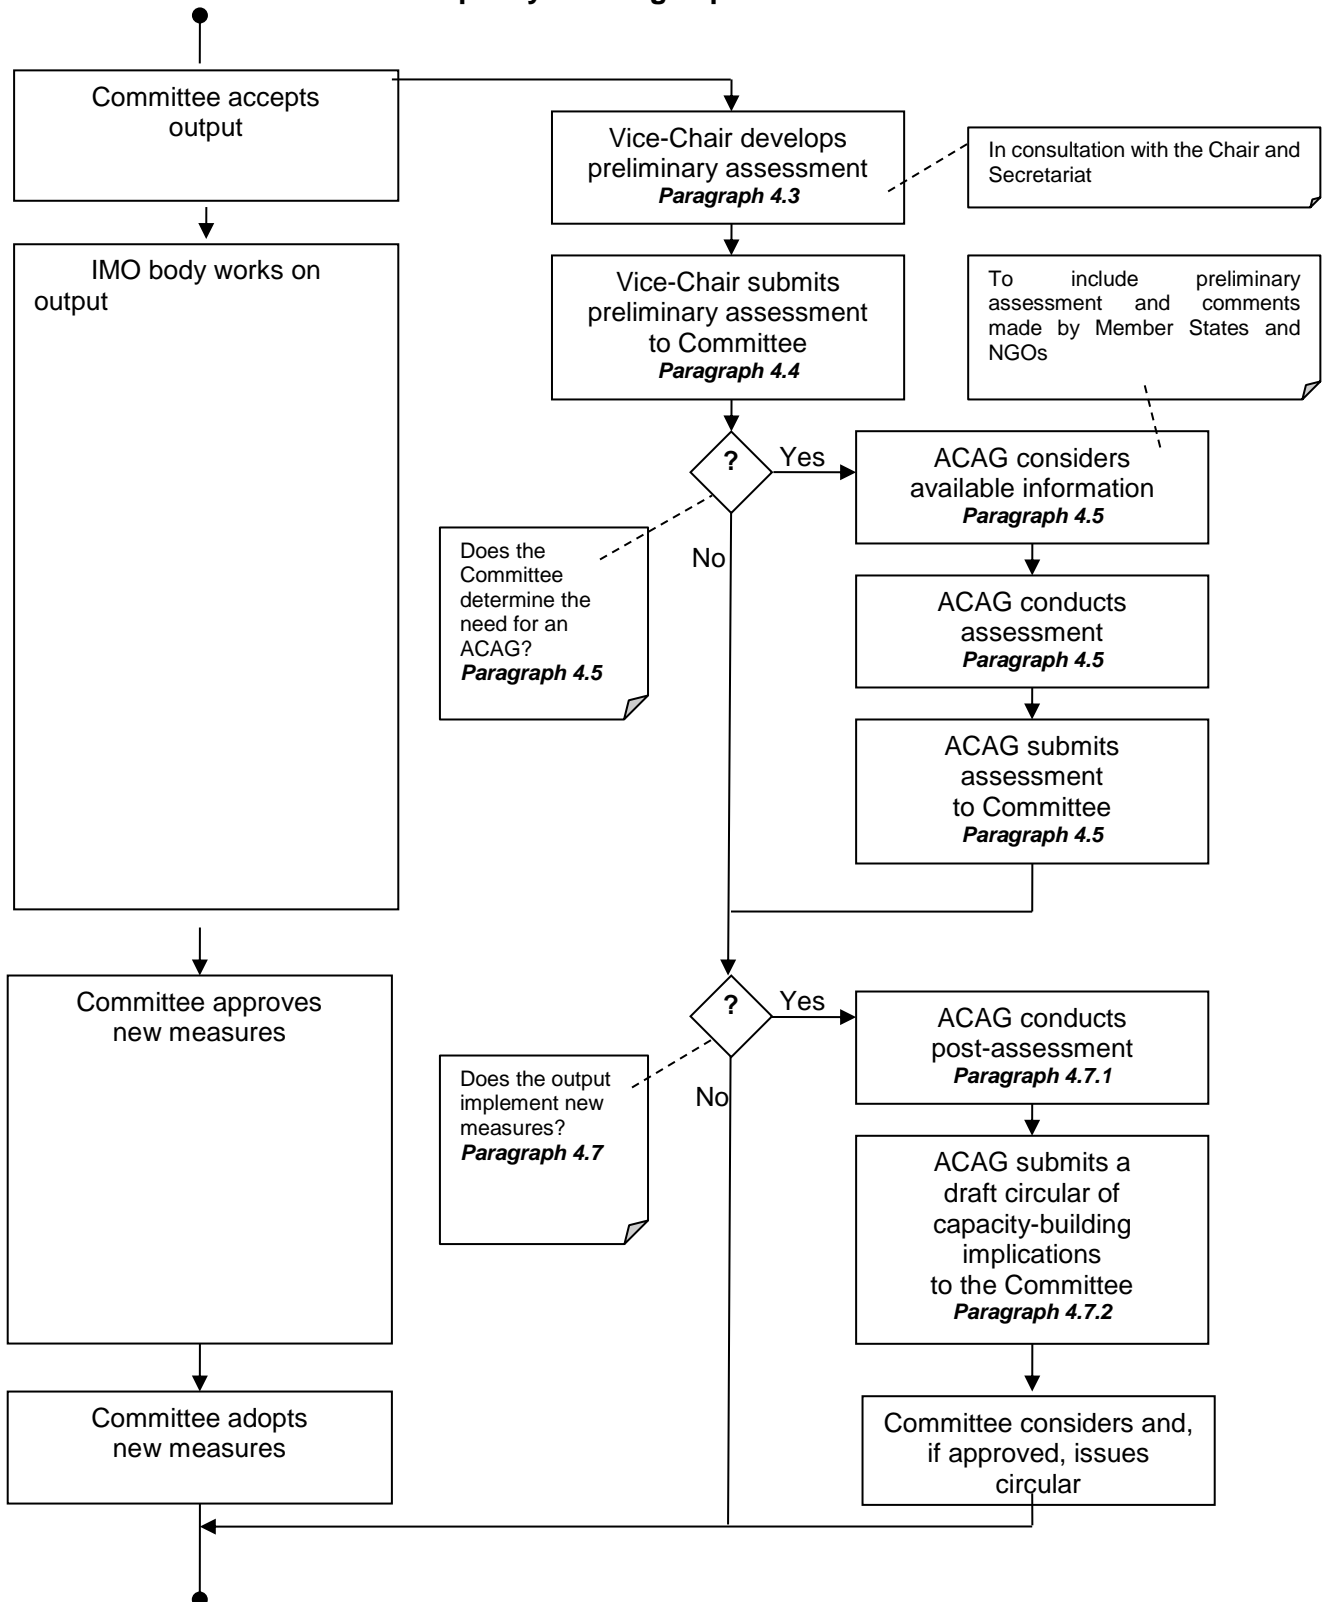 Committee accepts
output
Vice-Chair develops
preliminary assessment
Paragraph 4.3
In consultation with the Chair and
Secretariat
IMO body works on
output
Vice-Chair submits
preliminary assessment
to Committee
Paragraph 4.4
To include preliminary
assessment and comments
made by Member States and
NGOs
?
Yes
No
ACAG considers
available information
Paragraph 4.5
Does the
Committee
determine the
need for an
ACAG?
Paragraph 4.5
ACAG conducts
assessment
Paragraph 4.5
ACAG submits
assessment
to Committee
Paragraph 4.5
Committee approves
new measures
?
Yes
No
ACAG conducts
post-assessment
Paragraph 4.7.1
Does the output
implement new
measures?
Paragraph 4.7
ACAG submits a
draft circular of
capacity-building
implications
to the Committee
Paragraph 4.7.2
Committee adopts
new measures
Committee considers and,
if approved, issues
circular